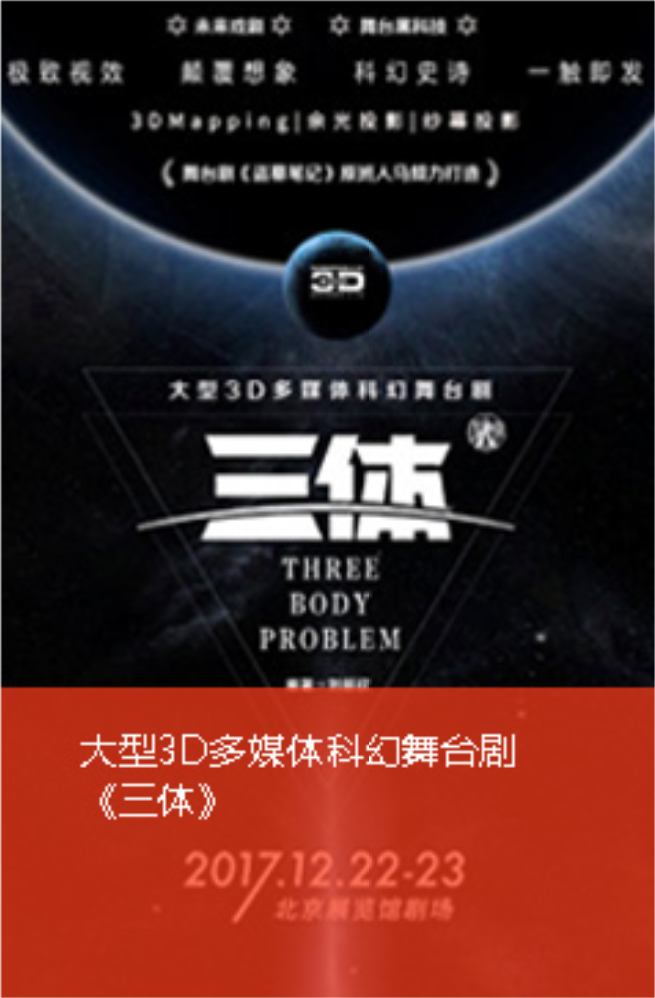 未来戏剧 舞台黑科技
极致视效 颠覆想象 科幻史诗 一触即发
3DMapping|余光投影|纱幕投影
(舞台剧《盗墓笔记》原班人马倾力打造)
3D
大型3D多媒体科幻舞台剧
三体
THREE
BODY
PROBLEM
大型3D多媒体科幻舞台剧
《三体》
2017.12.22-23
北京展览馆剧场